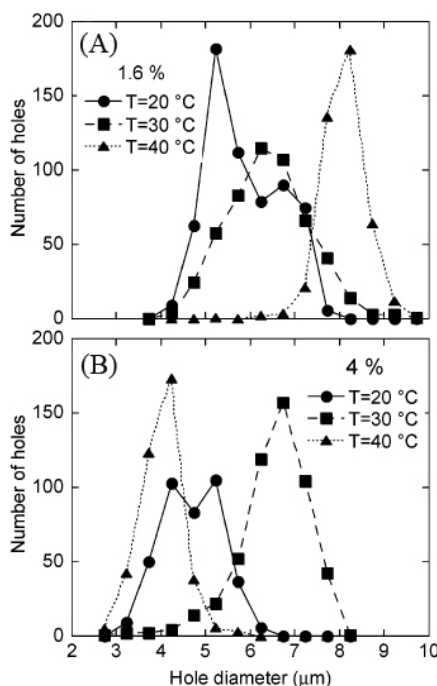 (A)
1.6 %
T=20 °C
T=30 °C
T=40 °C
Number of holes
200
150
100
50
0
(B)
4 %
T=20 °C
T=30 °C
T=40 °C
Number of holes
150
100
50
0
2 3 4 5 6 7 8 9 10
Hole diameter (μm)